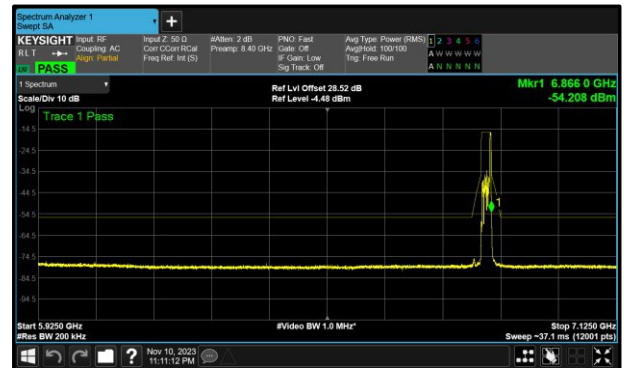 Spectrum Analyzer 1
Swept SA
+
KEYSIGHT Input: RF Input Z: 50 Ω #Atten: 2 dB PNO: Fast Avg Type: Power (RMS) 1 2 3 4 5 6
RLT Coupling: AC Corr CCorr RCal Preamp: 8.40 GHz Gate: Off Avg|Hold: 100/100 A W W W W W
Align: Partial Freq Ref: Int (S) IF Gain: Low Trig: Free Run
PASS Sig Track: Off A N N N N N
1 Spectrum Ref Lvl Offset 28.52 dB Mkr1 6.866 0 GHz
Scale/Div 10 dB Ref Level -4.48 dBm -54.208 dBm
Log
Trace 1 Pass
-14.5
-24.5
-34.5
-44.5
1
-54.5
-64.5
-74.5
-84.5
-94.5
Start 5.9250 GHz #Video BW 1.0 MHz* Stop 7.1250 GHz
#Res BW 200 kHz Sweep ~37.1 ms (12001 pts)
? Nov 10, 2023
11:11:12 PM